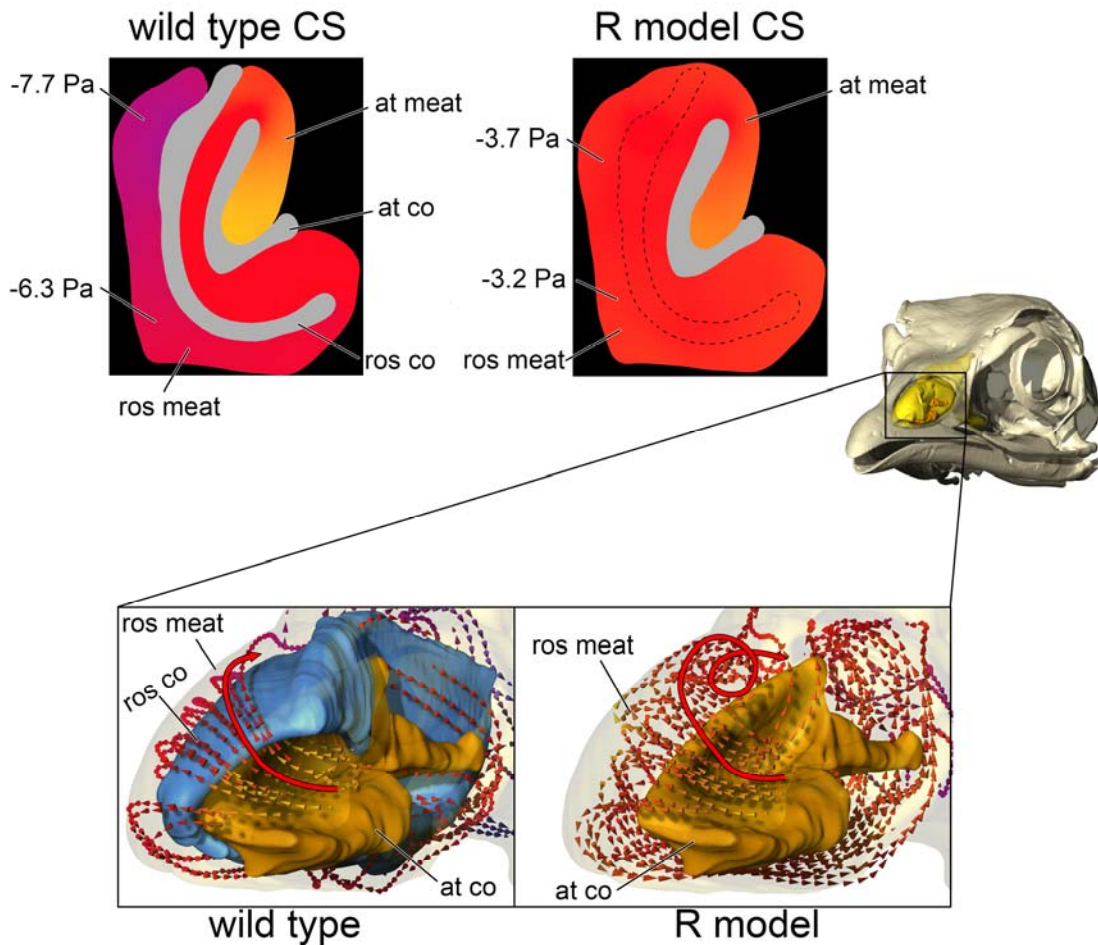 wild type CS
R model CS
-7.7 Pa
at meat
at co
-6.3 Pa
ros co
ros meat
at meat
-3.7 Pa
-3.2 Pa
ros meat
ros meat
ros co
at co
wild type
ros meat
at co
R model